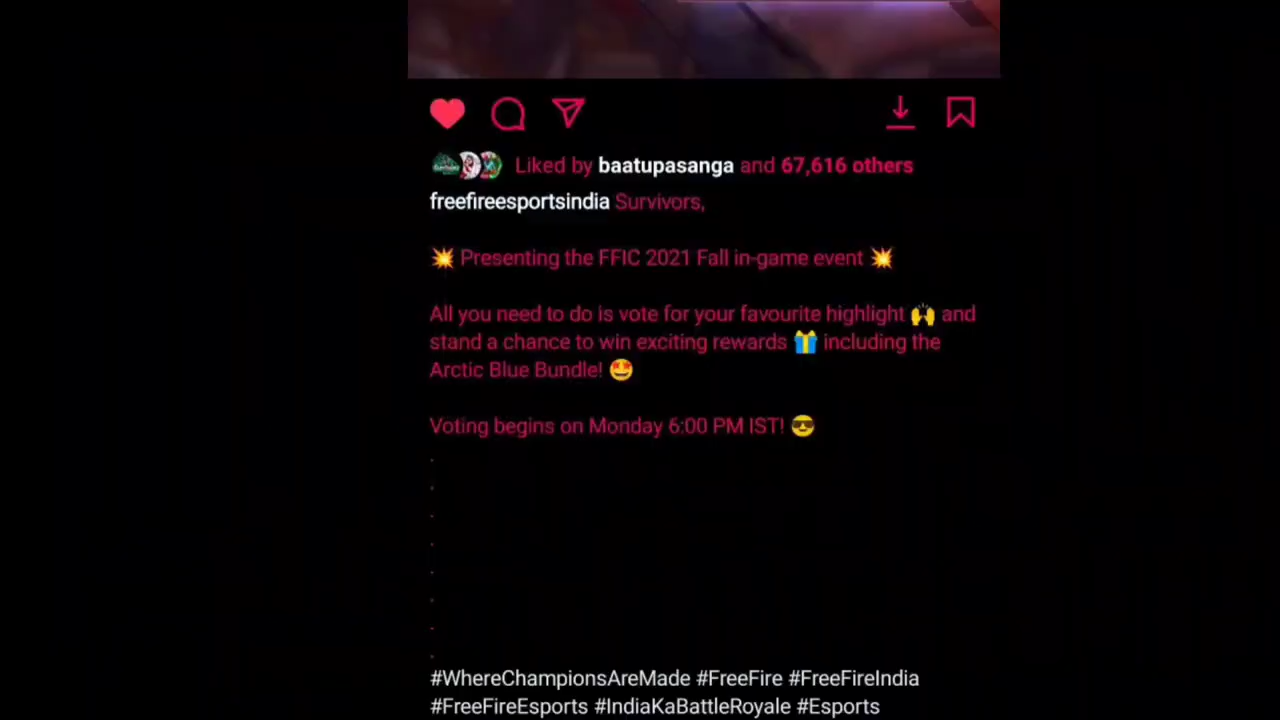 Liked by baatupasanga and 67,616 others
freefireesportsindia Survivors,
💥 Presenting the FFIC 2021 Fall in-game event 💥
All you need to do is vote for your favourite highlight 🙌 and
stand a chance to win exciting rewards 🎁 including the
Arctic Blue Bundle! 🤩
Voting begins on Monday 6:00 PM IST! 😎
.
.
.
.
.
.
.
.
#WhereChampionsAreMade #FreeFire #FreeFireIndia
#FreeFireEsports #IndiaKaBattleRoyale #Esports